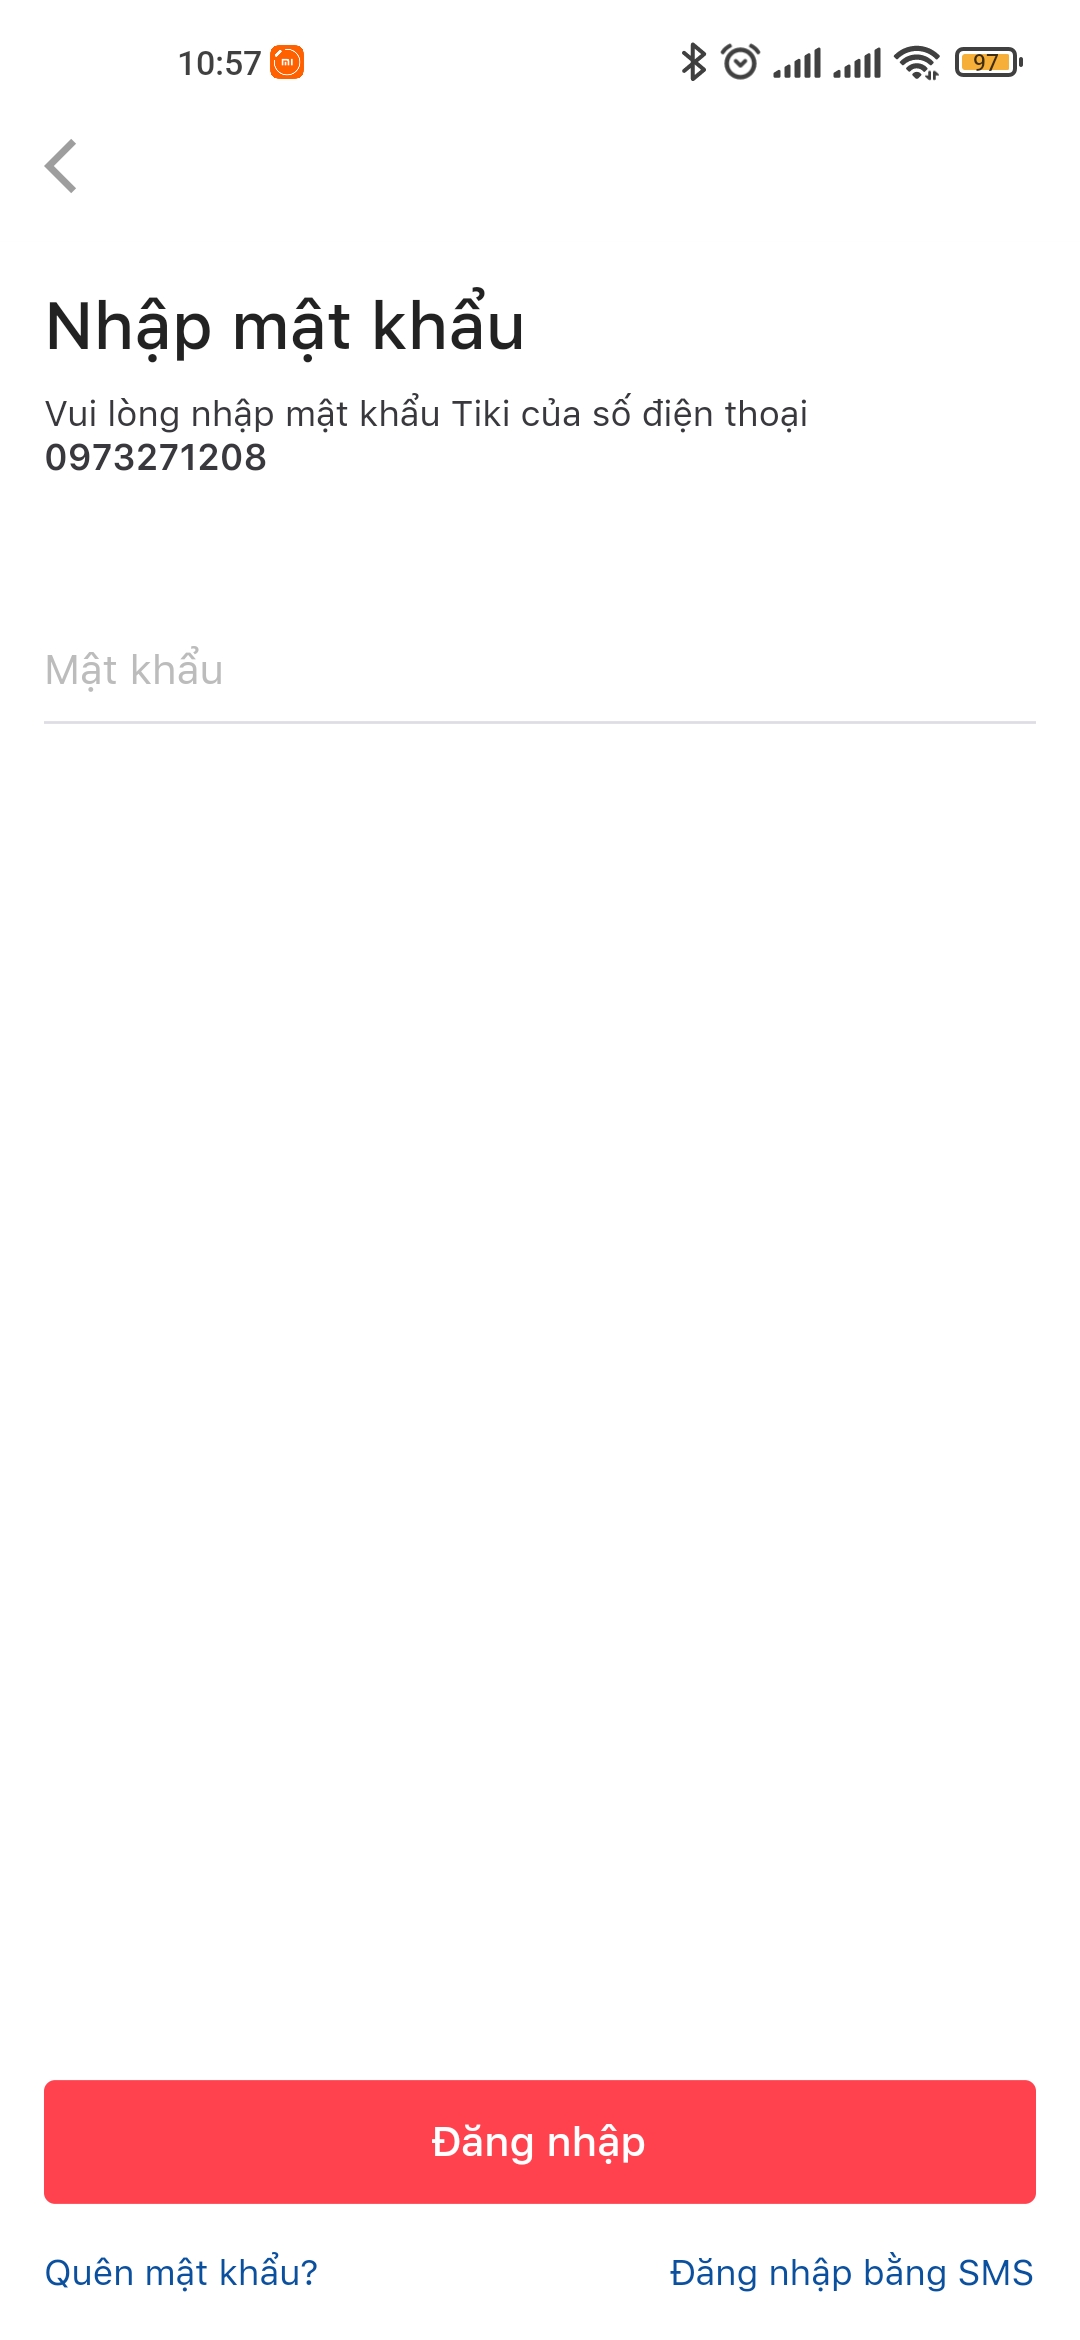 10:57
97
Nhập mật khẩu
Vui lòng nhập mật khẩu Tiki của số điện thoại
0973271208
Mật khẩu
Đăng nhập
Quên mật khẩu?
Đăng nhập bằng SMS